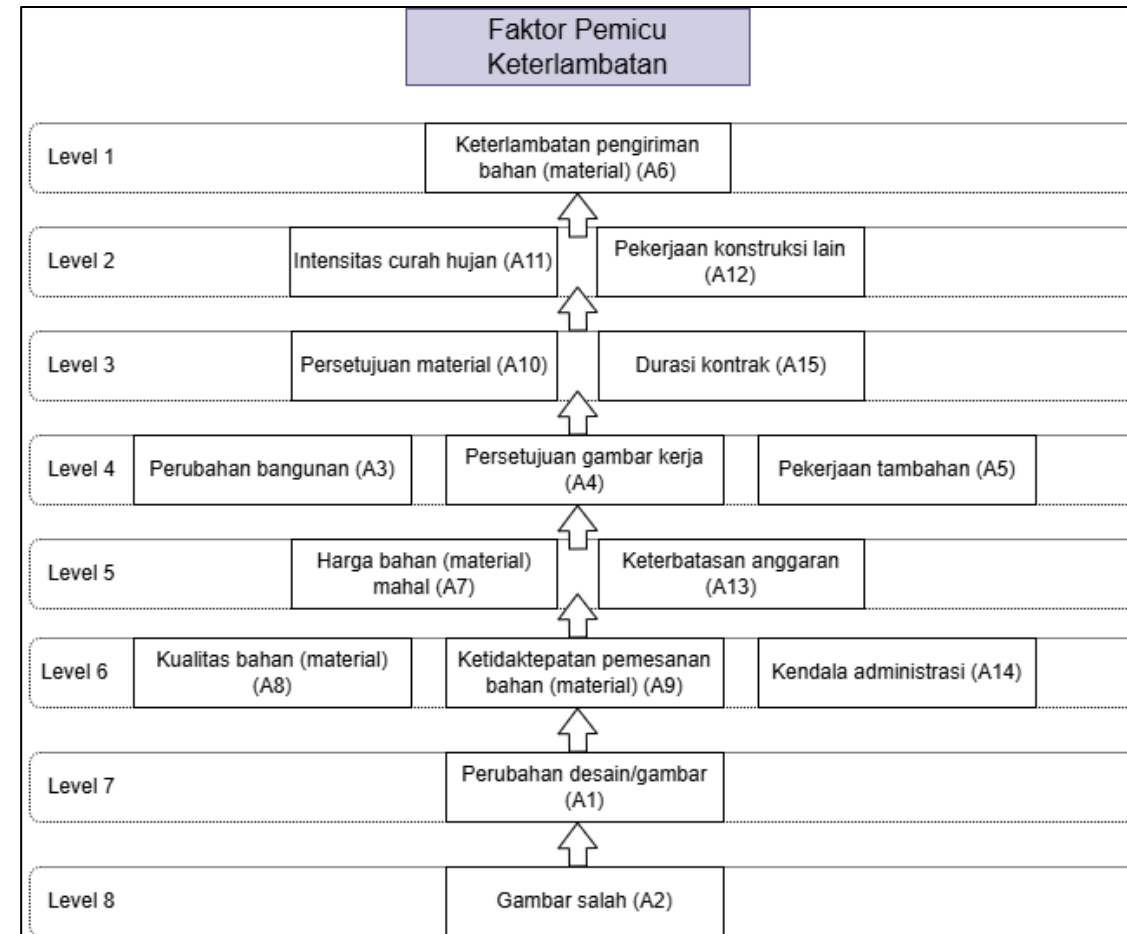 Faktor Pemicu
Keterlambatan
Level 1
Keterlambatan pengiriman
bahan (material) (A6)
Level 2
Intensitas curah hujan (A11)
Pekerjaan konstruksi lain
(A12)
Level 3
Persetujuan material (A10)
Durasi kontrak (A15)
Level 4
Perubahan bangunan (A3)
Persetujuan gambar kerja
(A4)
Pekerjaan tambahan (A5)
Level 5
Harga bahan (material)
mahal (A7)
Keterbatasan anggaran
(A13)
Level 6
Kualitas bahan (material)
(A8)
Ketidaktepatan pemesanan
bahan (material) (A9)
Kendala administrasi (A14)
Level 7
Perubahan desain/gambar
(A1)
Level 8
Gambar salah (A2)